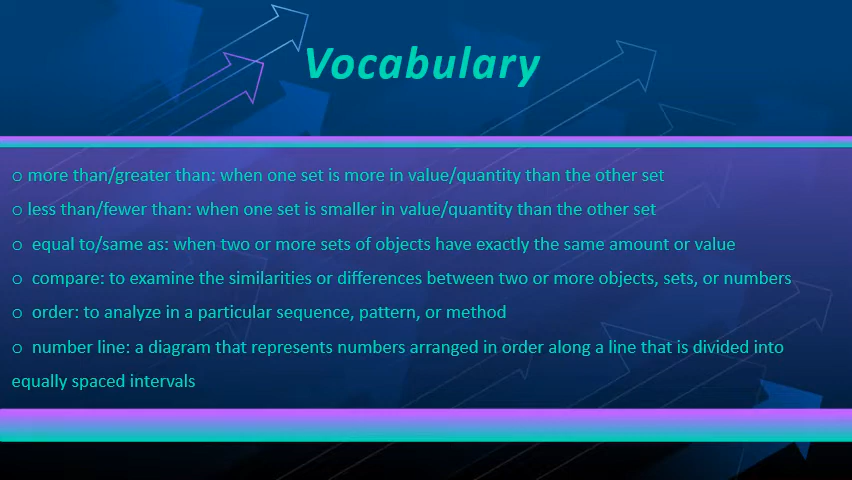 Vocabulary
○ more than/greater than: when one set is more in value/quantity than the other set
○ less than/fewer than: when one set is smaller in value/quantity than the other set
○ equal to/same as: when two or more sets of objects have exactly the same amount or value
○ compare: to examine the similarities or differences between two or more objects, sets, or numbers
○ order: to analyze in a particular sequence, pattern, or method
○ number line: a diagram that represents numbers arranged in order along a line that is divided into
equally spaced intervals